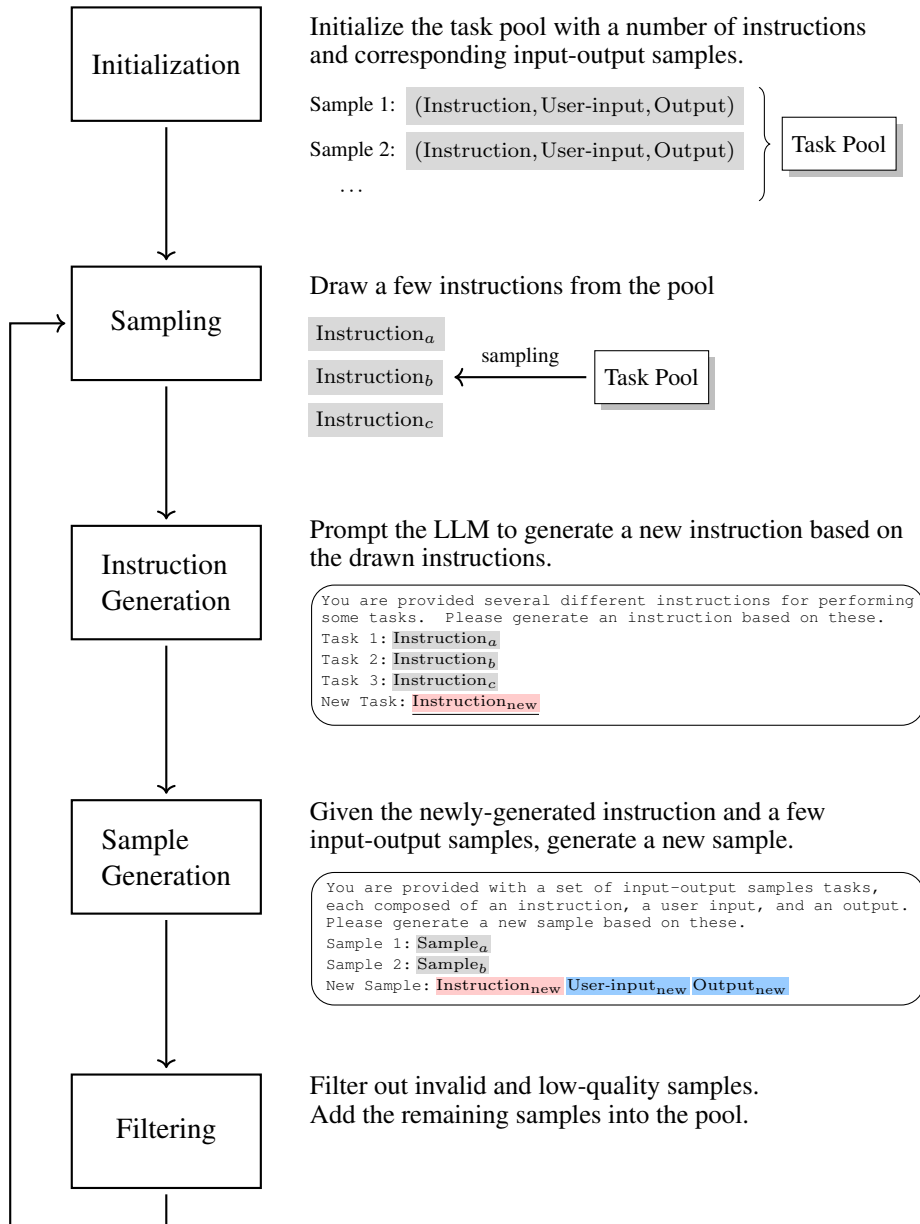 Initialization
Initialize the task pool with a number of instructions
and corresponding input-output samples.
Sample 1: (Instruction, User-input, Output)
Sample 2: (Instruction, User-input, Output)
...
Task Pool
Sampling
Draw a few instructions from the pool
Instructionₐ
Instruction_b
Instruction_c
sampling
Task Pool
Instruction
Generation
Prompt the LLM to generate a new instruction based on
the drawn instructions.
You are provided several different instructions for performing
some tasks. Please generate an instruction based on these.
Task 1: Instructionₐ
Task 2: Instruction_b
Task 3: Instruction_c
New Task: Instruction_new
Sample
Generation
Given the newly-generated instruction and a few
input-output samples, generate a new sample.
You are provided with a set of input-output samples tasks,
each composed of an instruction, a user input, and an output.
Please generate a new sample based on these.
Sample 1: Sampleₐ
Sample 2: Sample_b
New Sample: Instruction_new User-input_new Output_new
Filtering
Filter out invalid and low-quality samples.
Add the remaining samples into the pool.